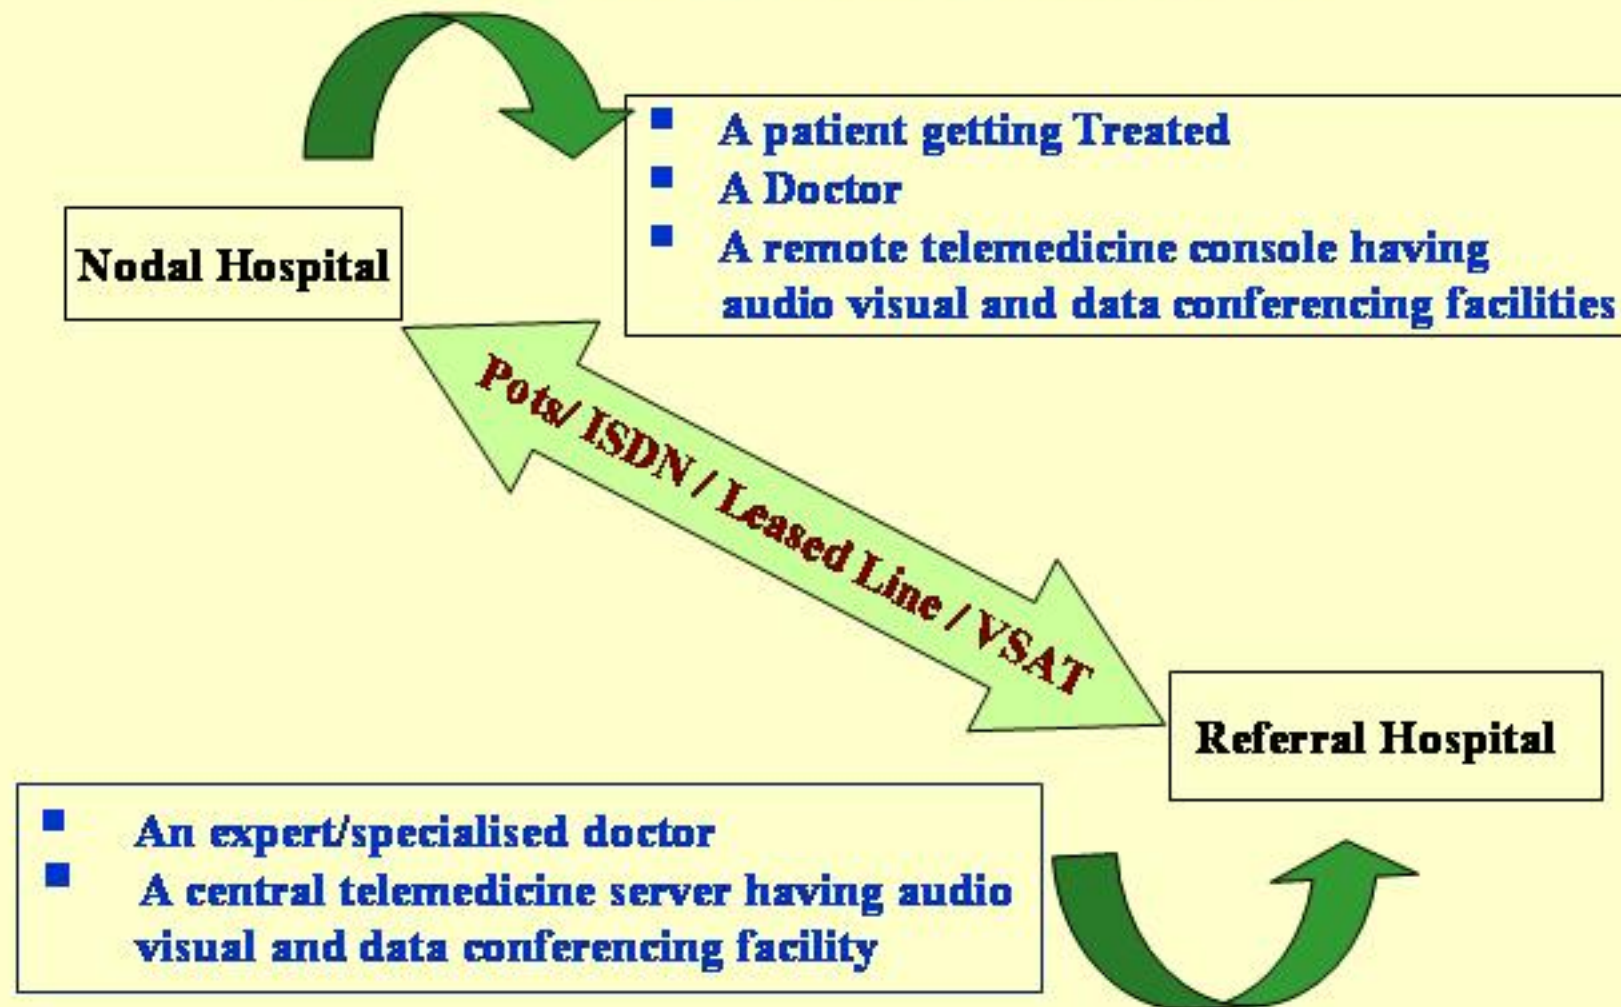 Nodal Hospital
▪ A patient getting Treated
▪ A Doctor
▪ A remote telemedicine console having
audio visual and data conferencing facilities
Pots/ ISDN / Leased Line / VSAT
Referral Hospital
▪ An expert/specialised doctor
▪ A central telemedicine server having audio
visual and data conferencing facility